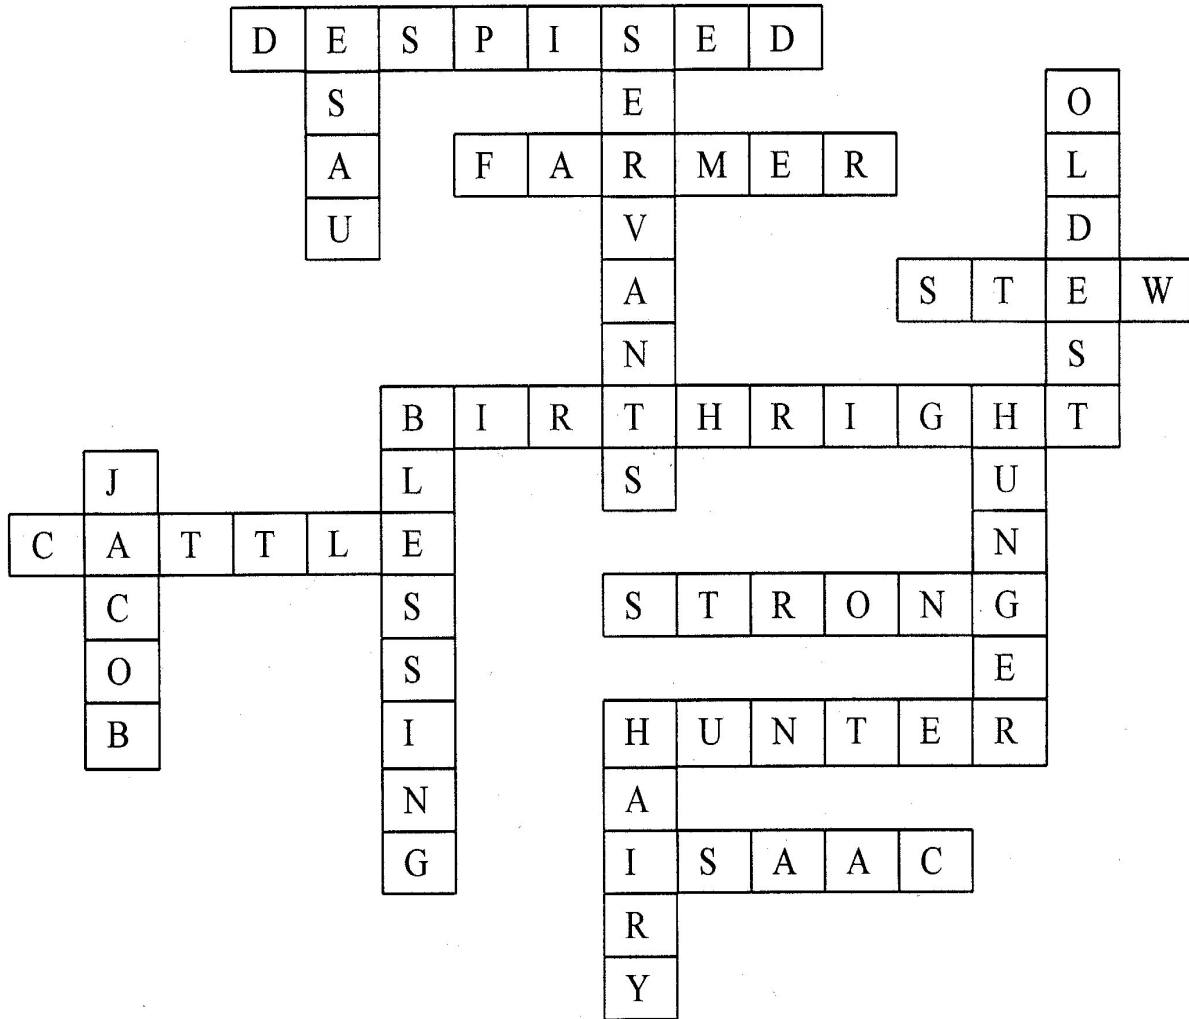 DESPISED
ESAU
SERVANTS
OLDEST
FARMER
STEW
BIRTHRIGHT
BLESSING
HUNGER
JACOB
CATTLE
STRONG
HUNTER
HAIRY
ISAAC